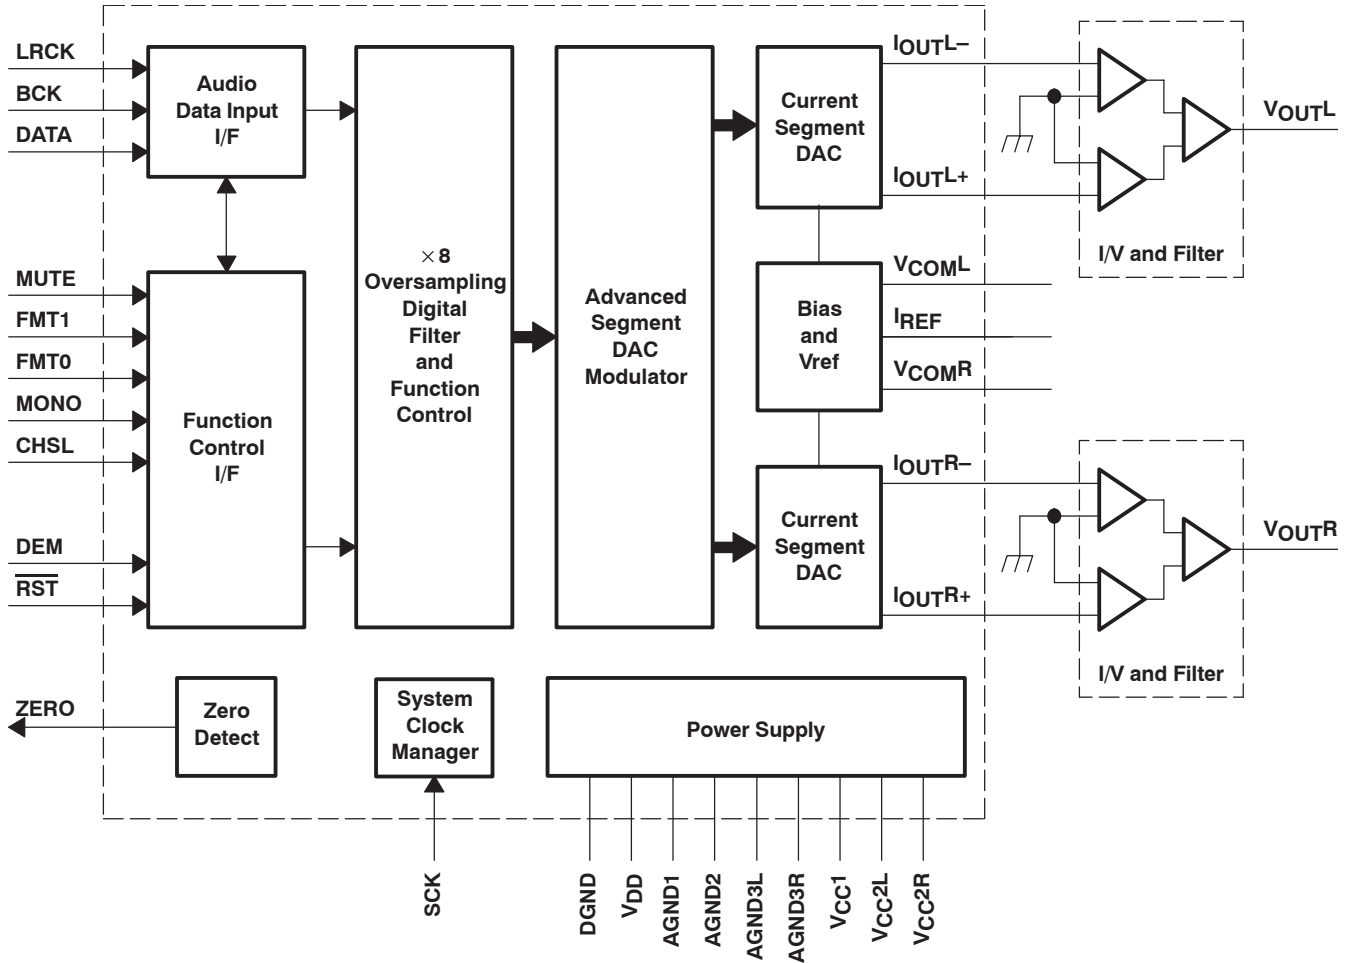 LRCK
BCK
DATA
Audio
Data Input
I/F
MUTE
FMT1
FMT0
MONO
CHSL
DEM
RST
Function
Control
I/F
×8
Oversampling
Digital
Filter
and
Function
Control
Advanced
Segment
DAC
Modulator
Current
Segment
DAC
IOUTL–
IOUTL+
Bias
and
Vref
VCOML
IREF
VCOMR
Current
Segment
DAC
IOUTR–
IOUTR+
VOUTL
I/V and Filter
VOUTR
I/V and Filter
ZERO
Zero
Detect
System
Clock
Manager
Power Supply
SCK
DGND
VDD
AGND1
AGND2
AGND3L
AGND3R
VCC1
VCC2L
VCC2R